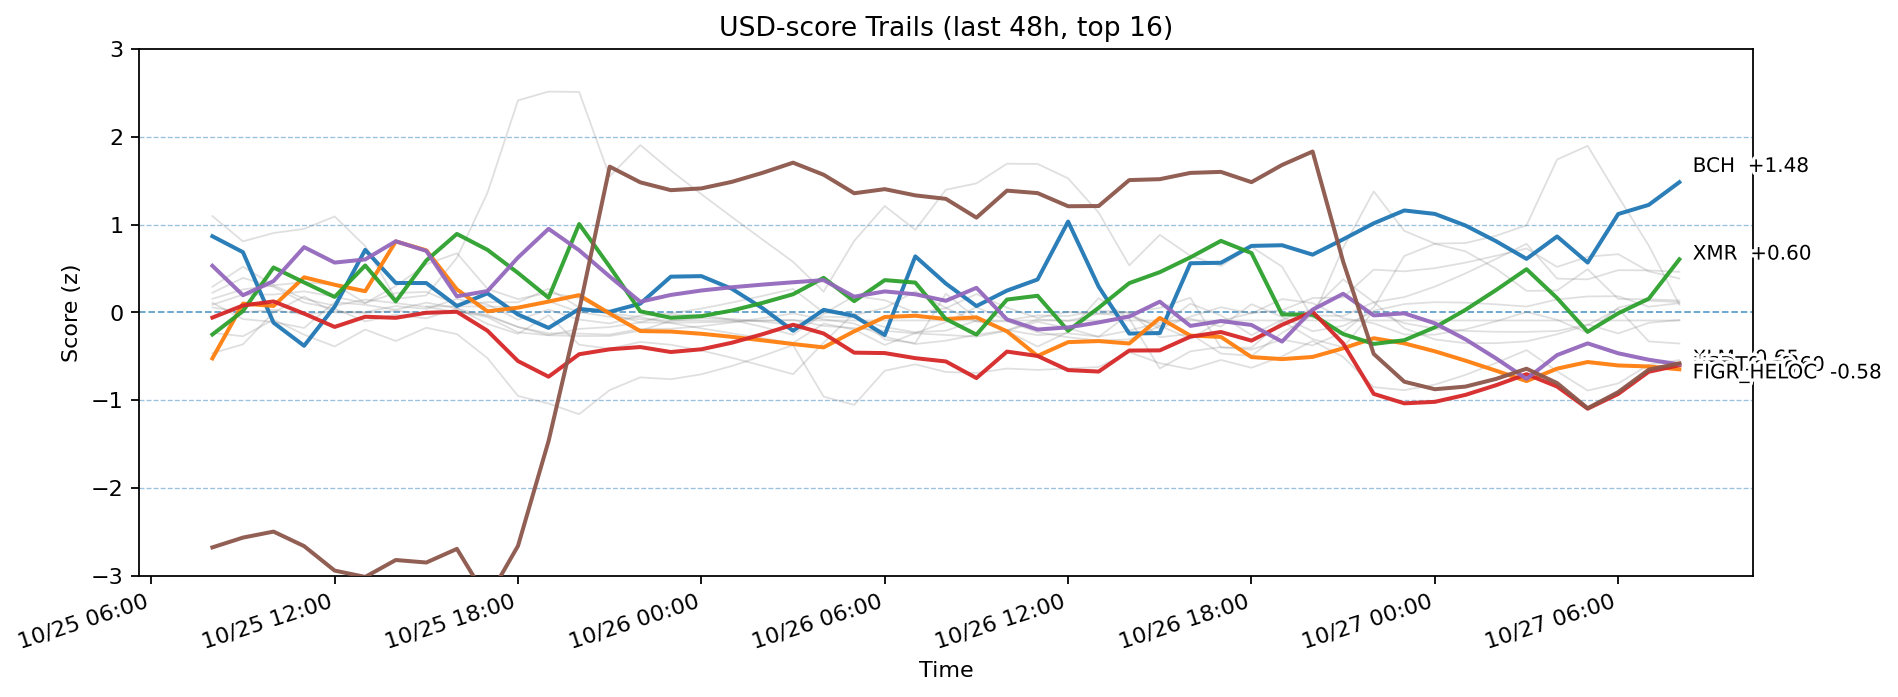 USD-score Trails (last 48h, top 16)
Score (z)
3
2
1
0
−1
−2
−3
BCH +1.48
XMR +0.60
XLM -0.65
FIGR_HELOC -0.58
10/25 06:00
10/25 12:00
10/25 18:00
10/26 00:00
10/26 06:00
10/26 12:00
10/26 18:00
10/27 00:00
10/27 06:00
Time